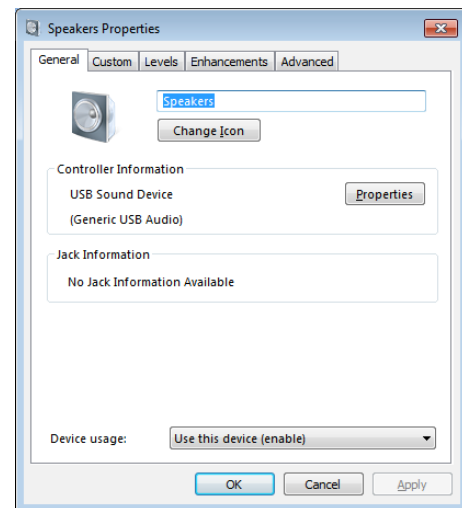 Speakers Properties
General Custom Levels Enhancements Advanced
Speakers
Change Icon
Controller Information
USB Sound Device
Properties
(Generic USB Audio)
Jack Information
No Jack Information Available
Device usage: Use this device (enable)
OK Cancel Apply